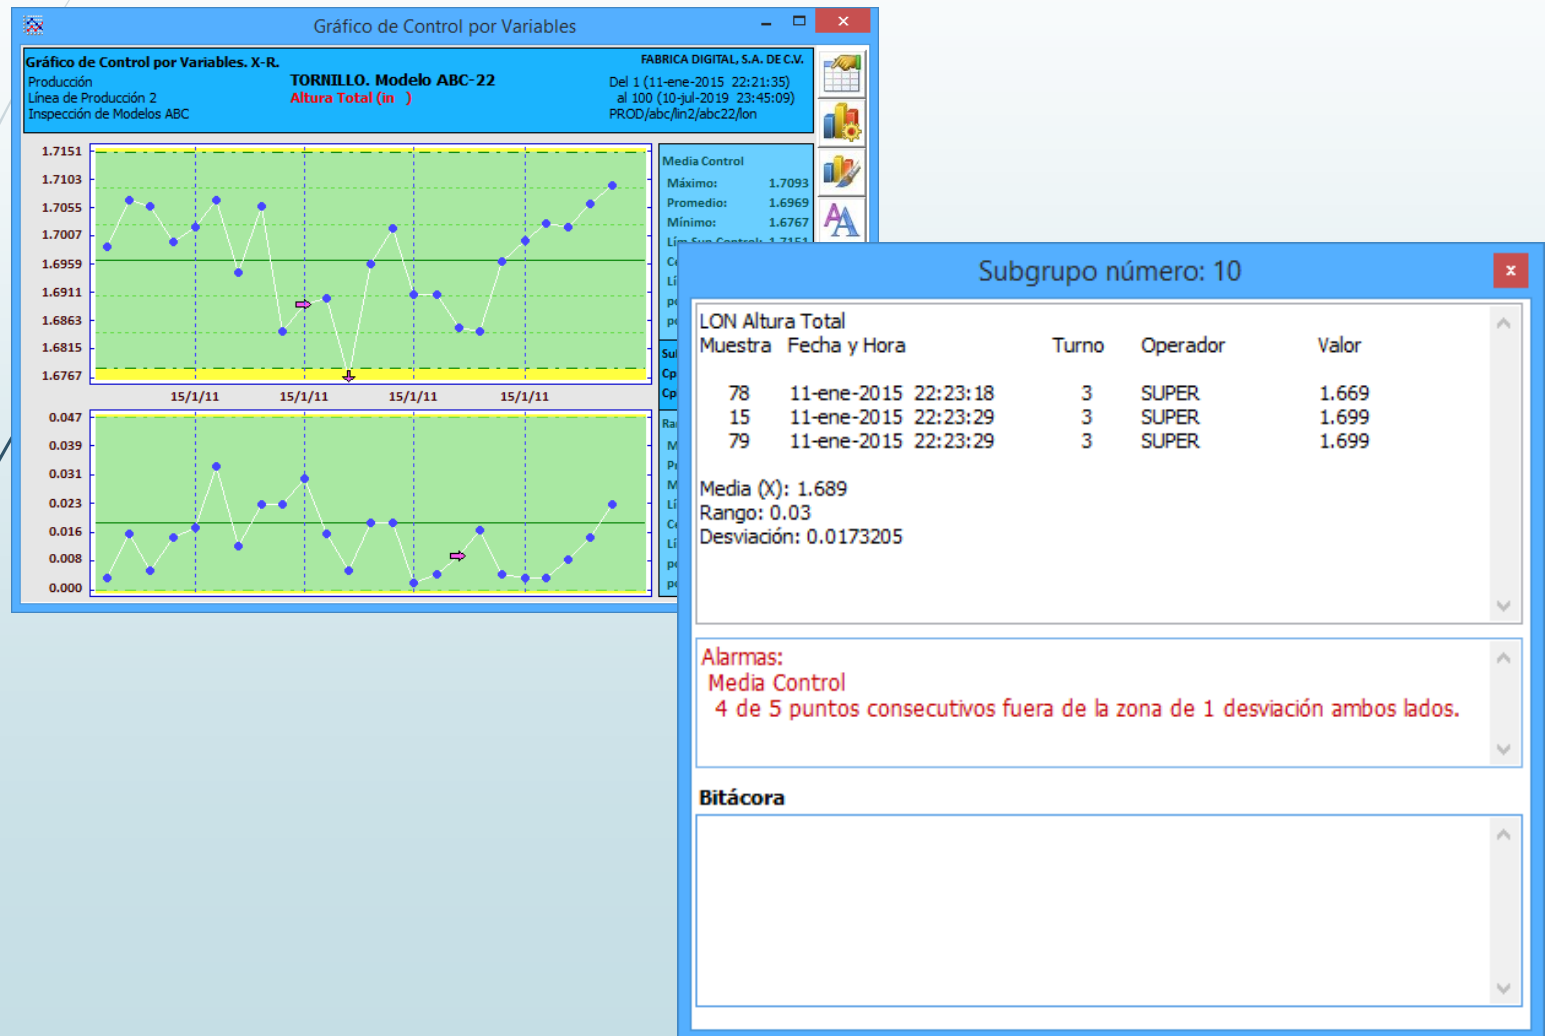 Gráfico de Control por Variables
Gráfico de Control por Variables. X-R.
FABRICA DIGITAL, S.A. DE C.V.
Producción
TORNILLO. Modelo ABC-22
Del 1 (11-ene-2015 22:21:35)
Línea de Producción 2
Altura Total (in )
al 100 (10-jul-2019 23:45:09)
Inspección de Modelos ABC
PROD/abc/lin2/abc22/lon
1.7151
1.7103
1.7055
1.7007
1.6959
1.6911
1.6863
1.6815
1.6767
15/1/11 15/1/11 15/1/11 15/1/11
0.047
0.039
0.031
0.023
0.016
0.008
0.000
Media Control
Máximo: 1.7093
Promedio: 1.6969
Mínimo: 1.6767
Lím Sup Control: 1.7151
Cp
Cp
Subgrupo número: 10
LON Altura Total
Muestra Fecha y Hora Turno Operador Valor
78 11-ene-2015 22:23:18 3 SUPER 1.669
15 11-ene-2015 22:23:29 3 SUPER 1.699
79 11-ene-2015 22:23:29 3 SUPER 1.699
Media (X): 1.689
Rango: 0.03
Desviación: 0.0173205
Alarmas:
Media Control
4 de 5 puntos consecutivos fuera de la zona de 1 desviación ambos lados.
Bitácora